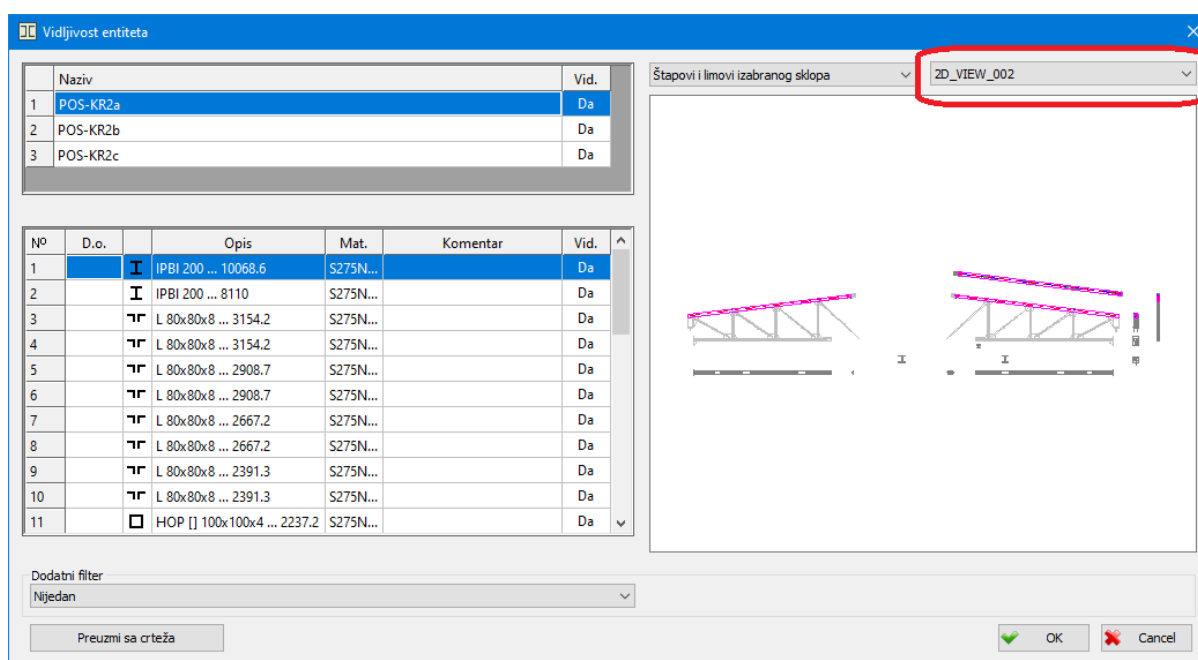 Vidljivost entiteta
Naziv Vid.
1 POS-KR2a Da
2 POS-KR2b Da
3 POS-KR2c Da
Štapovi i limovi izabranog sklopa
2D_VIEW_002
Nº D.o. Opis Mat. Komentar Vid.
1 IPBI 200 ... 10068.6 S275N... Da
2 IPBI 200 ... 8110 S275N... Da
3 L 80x80x8 ... 3154.2 S275N... Da
4 L 80x80x8 ... 3154.2 S275N... Da
5 L 80x80x8 ... 2908.7 S275N... Da
6 L 80x80x8 ... 2908.7 S275N... Da
7 L 80x80x8 ... 2667.2 S275N... Da
8 L 80x80x8 ... 2667.2 S275N... Da
9 L 80x80x8 ... 2391.3 S275N... Da
10 L 80x80x8 ... 2391.3 S275N... Da
11 HOP [] 100x100x4 ... 2237.2 S275N... Da
Dodatni filter
Nijedan
Preuzmi sa crteža
OK
Cancel